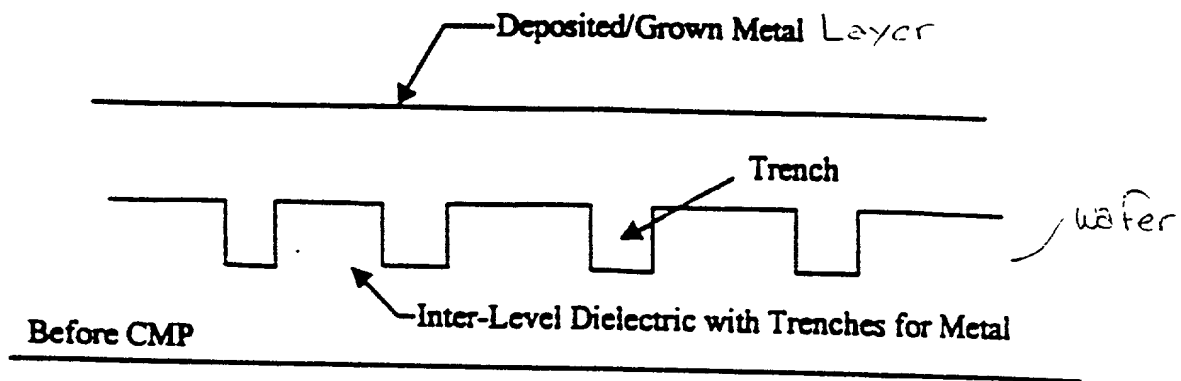 Deposited/Grown Metal Layer
Trench
wafer
Inter-Level Dielectric with Trenches for Metal
Before CMP